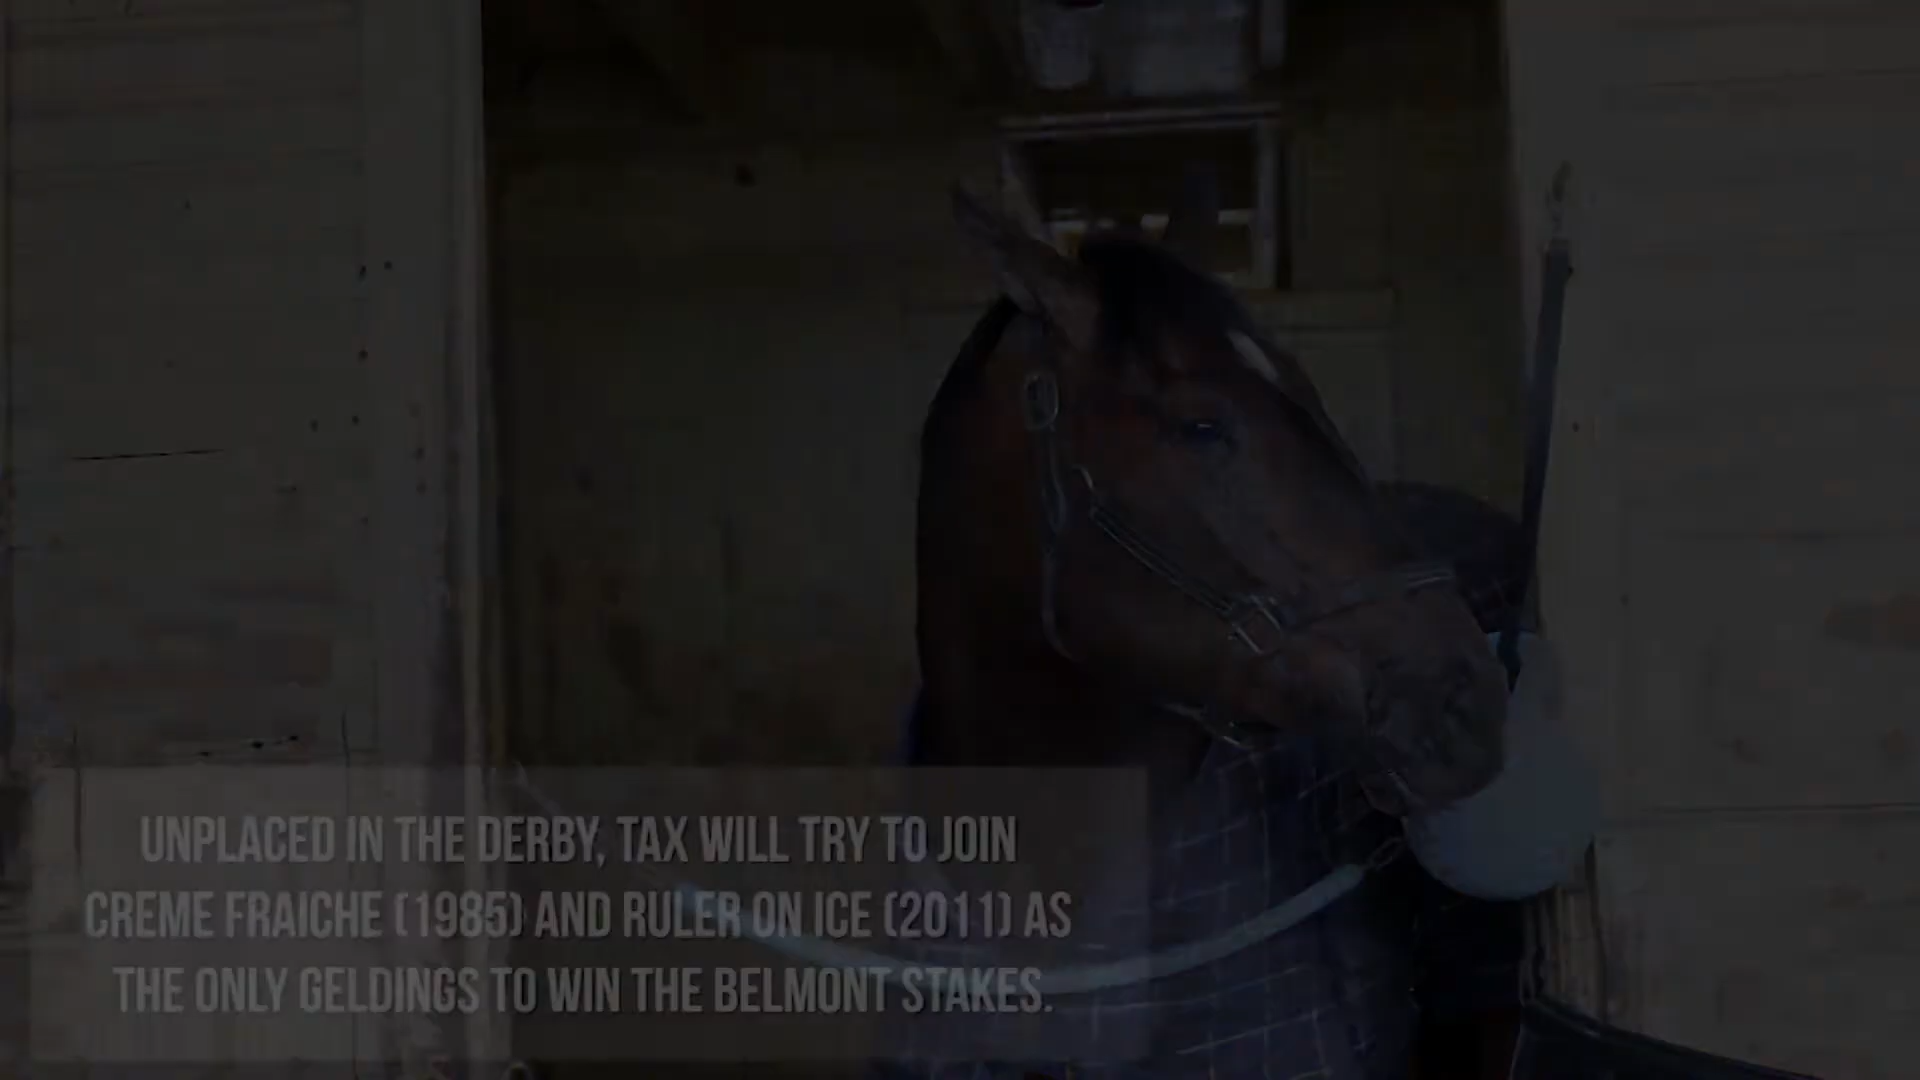 UNPLACED IN THE DERBY, TAX WILL TRY TO JOIN
CREME FRAICHE (1985) AND RULER ON ICE (2011) AS
THE ONLY GELDINGS TO WIN THE BELMONT STAKES.